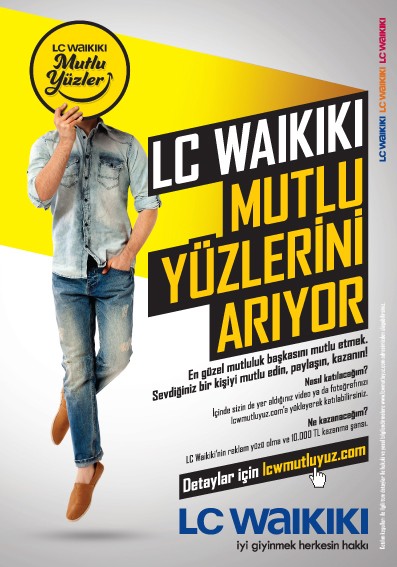 LC WAIKIKI
Mutlu
Yüzler
LC WAIKIKI LC WAIKIKI LC WAIKIKI
LC WAIKIKI
MUTLU
YÜZLERİNİ
ARIYOR
En güzel mutluluk başkasını mutlu etmek.
Sevdiğiniz bir kişiyi mutlu edin, paylaşın, kazanın!
Nasıl katılacağım?
İçinde sizin de yer aldığınız video ya da fotoğrafınızı
lcwmutluyuz.com'a yükleyerek katılabilirsiniz.
Ne kazanacağım?
LC Waikiki'nin reklam yüzü olma ve 10.000 TL kazanma şansı.
Detaylar için lcwmutluyuz.com
LC WAIKIKI
iyi giyinmek herkesin hakkı